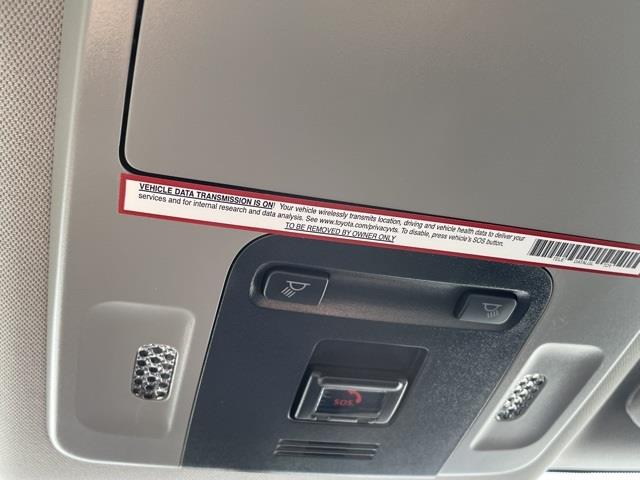 VEHICLE DATA TRANSMISSION IS ON! Your vehicle wirelessly transmits location, driving and vehicle health data to deliver your
services and for internal research and data analysis. See www.toyota.com/privacyvts. To disable, press vehicle's SOS button.
TO BE REMOVED BY OWNER ONLY
SOS